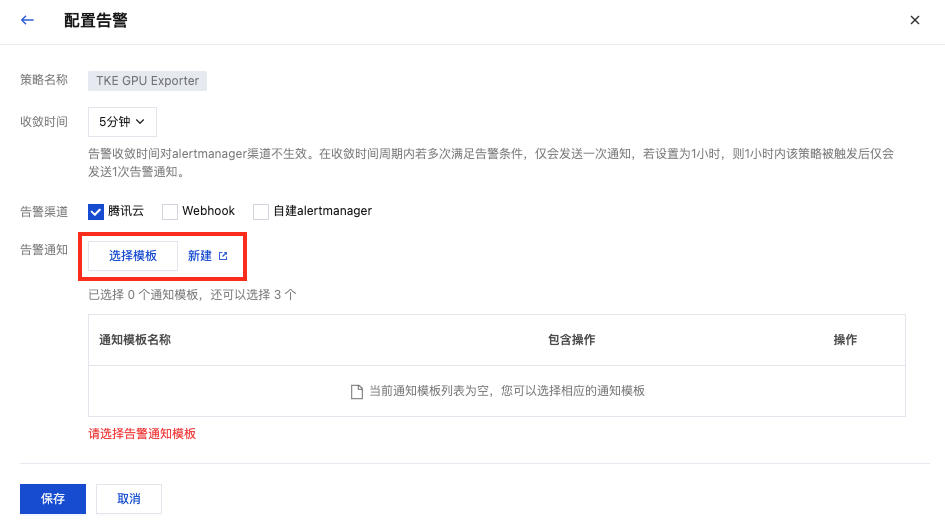 配置告警
策略名称 TKE GPU Exporter
收敛时间 5分钟
告警收敛时间对alertmanager渠道不生效。在收敛时间周期内若多次满足告警条件，仅会发送一次通知，若设置为1小时，则1小时内该策略被触发后仅会
发送1次告警通知。
告警渠道 腾讯云 Webhook 自建alertmanager
告警通知 选择模板 新建
已选择 0 个通知模板，还可以选择 3 个
通知模板名称 包含操作 操作
当前通知模板列表为空，您可以选择相应的通知模板
请选择告警通知模板
保存 取消